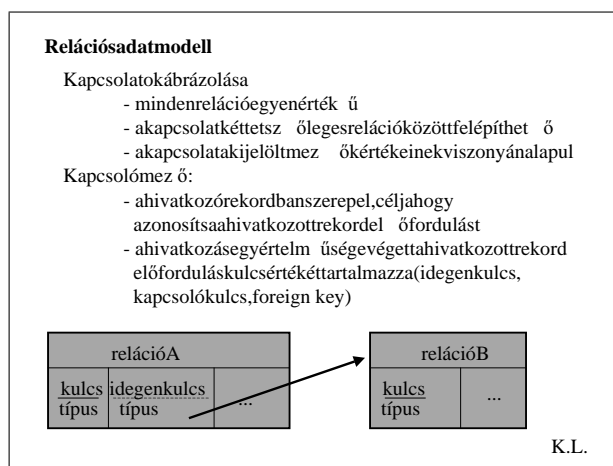 Relációsadatmodell
Kapcsolatokábrázolása
- mindenrelációegyenérték ű
- akapcsolatkéttetsz őlegesrelációközöttfelépíthet ő
- akapcsolatakijelöltmez őkértékeinekviszonyánalapul
Kapcsolómez ő:
- ahivatkozórekordbanszerepel,céljahogy
azonosítsaahivatkozottrekordel őfordulást
- ahivatkozásegyértelm űségevégettahivatkozottrekord
előforduláskulcsértékéttartalmazza(idegenkulcs,
kapcsolókulcs,foreign key)
relációA
kulcs idegenkulcs ...
típus típus
relációB
kulcs ...
típus
K.L.